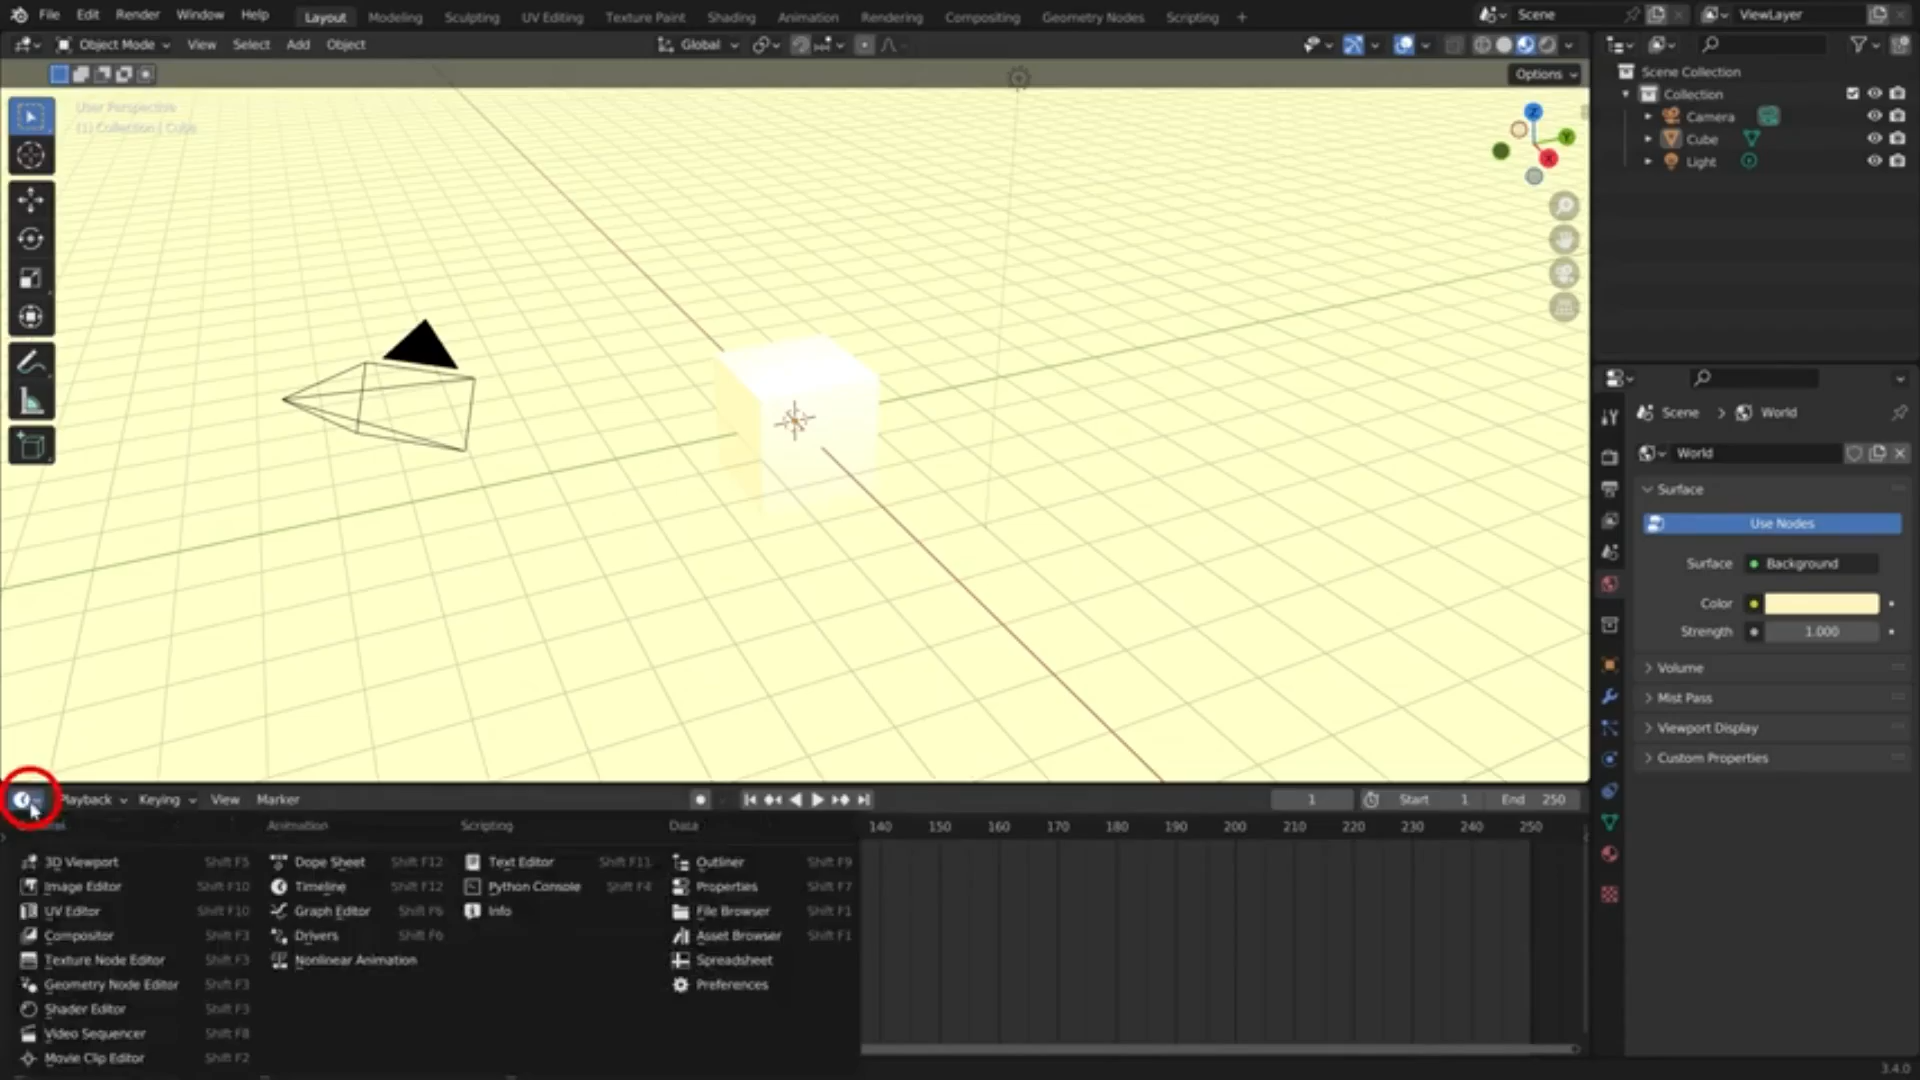 File Edit Render Window Help Layout Modeling Sculpting UV Editing Texture Paint Shading Animation Rendering Compositing Geometry Nodes Scripting + Scene ViewLayer
Object Mode View Select Add Object Global
Options
User Perspective
(1) Collection | Cube
Z
Y
X
Scene Collection
Collection
Camera
Cube
Light
Scene > World
World
Surface
Use Nodes
Surface Background
Color
Strength 1.000
Volume
Mist Pass
Viewport Display
Custom Properties
Playback Keying View Marker 1 Start 1 End 250
Animation Scripting Data 140 150 160 170 180 190 200 210 220 230 240 250
3D Viewport Shift F5 Dope Sheet Shift F12 Text Editor Shift F11 Outliner Shift F9
Image Editor Shift F10 Timeline Shift F12 Python Console Shift F4 Properties Shift F7
UV Editor Shift F10 Graph Editor Shift F6 Info File Browser Shift F1
Compositor Shift F3 Drivers Shift F6 Asset Browser Shift F1
Texture Node Editor Shift F3 Nonlinear Animation Spreadsheet
Geometry Node Editor Shift F3 Preferences
Shader Editor Shift F3
Video Sequencer Shift F8
Movie Clip Editor Shift F2
3.4.0